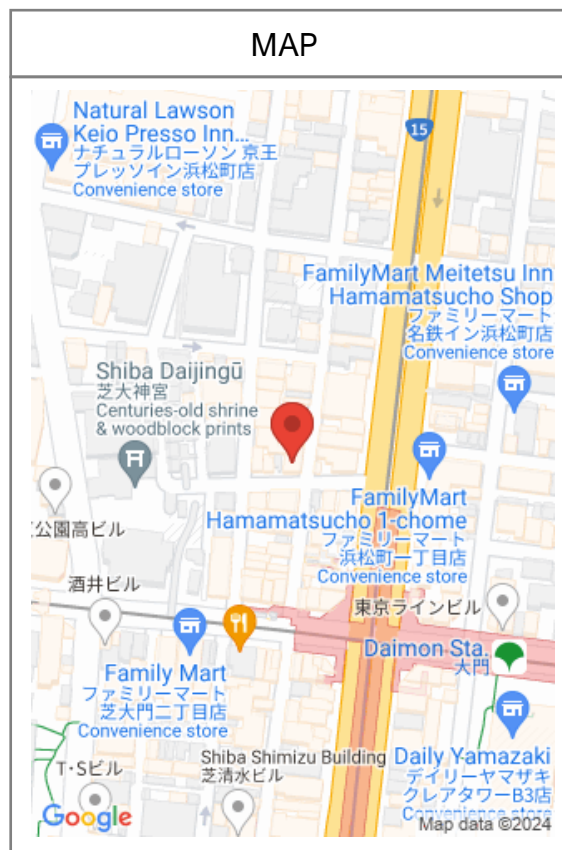 MAP
Natural Lawson
Keio Presso Inn...
ナチュラルローソン 京王
プレッソイン浜松町店
Convenience store
15
FamilyMart Meitetsu Inn
Hamamatsucho Shop
ファミリーマート
名鉄イン浜松町店
Convenience store
Shiba Daijingū
芝大神宮
Centuries-old shrine
& woodblock prints
FamilyMart
Hamamatsucho 1-chome
ファミリーマート
浜松町一丁目店
Convenience store
公園高ビル
酒井ビル
東京ラインビル
Daimon Sta.
大門
Family Mart
ファミリーマート
芝大門二丁目店
Convenience store
Shiba Shimizu Building
芝清水ビル
Daily Yamazaki
デイリーヤマザキ
クレアタワーB3店
Convenience store
T・Sビル
Google
Map data ©2024